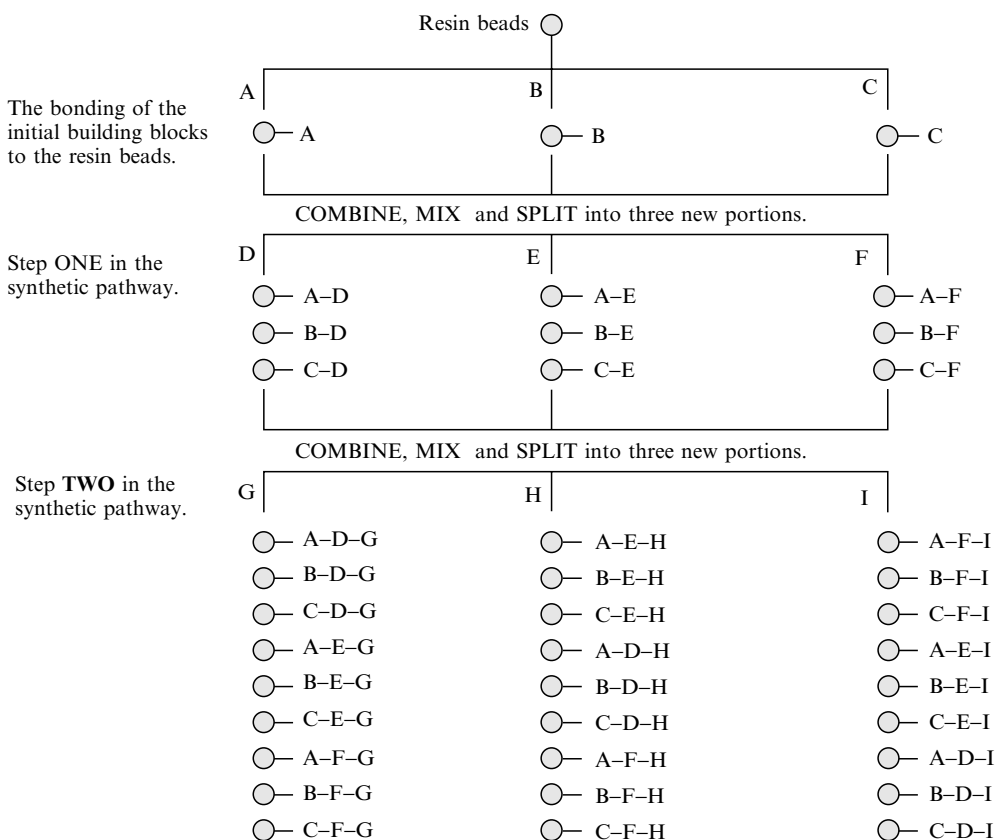 Resin beads
The bonding of the
initial building blocks
to the resin beads.
A
B
C
A
B
C
COMBINE, MIX and SPLIT into three new portions.
Step ONE in the
synthetic pathway.
D
E
F
A–D
A–E
A–F
B–D
B–E
B–F
C–D
C–E
C–F
COMBINE, MIX and SPLIT into three new portions.
Step TWO in the
synthetic pathway.
G
H
I
A–D–G
A–E–H
A–F–I
B–D–G
B–E–H
B–F–I
C–D–G
C–E–H
C–F–I
A–E–G
A–D–H
A–E–I
B–E–G
B–D–H
B–E–I
C–E–G
C–D–H
C–E–I
A–F–G
A–F–H
A–D–I
B–F–G
B–F–H
B–D–I
C–F–G
C–F–H
C–D–I